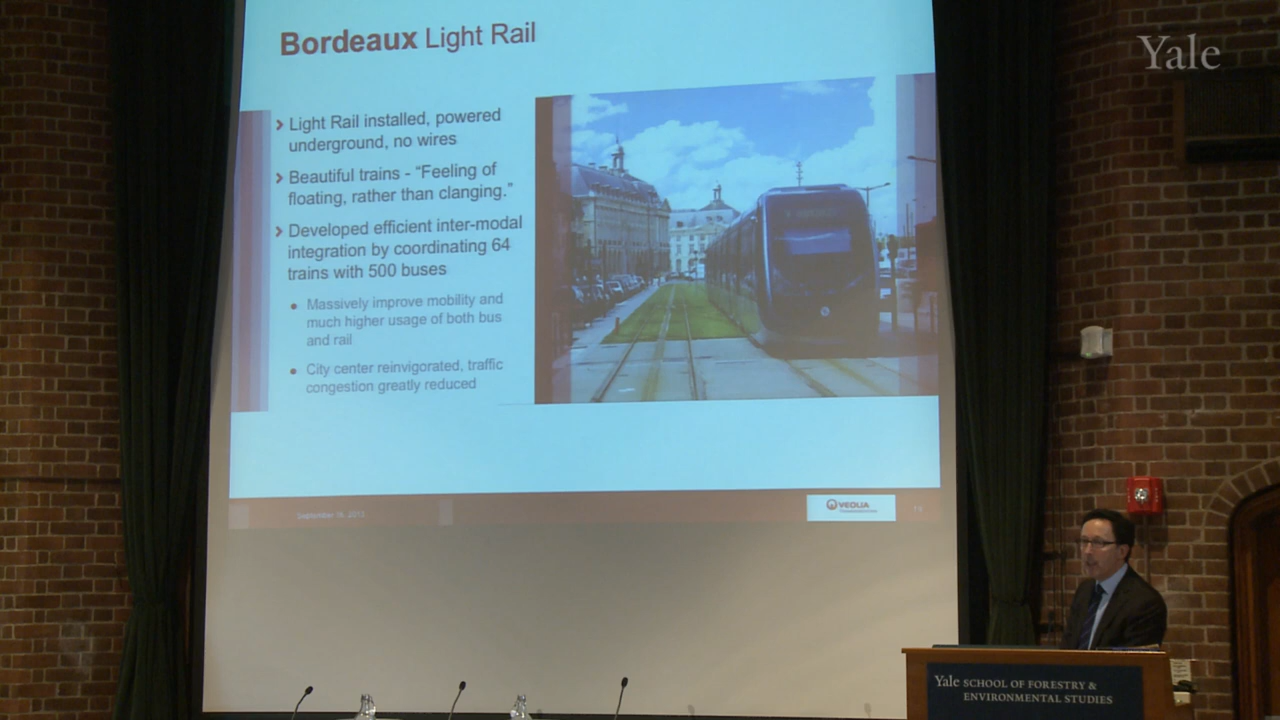 Bordeaux Light Rail
Yale
Light Rail installed, powered
underground, no wires
Beautiful trains - “Feeling of
floating, rather than clanging.”
Developed efficient inter-modal
integration by coordinating 64
trains with 500 buses
Massively improve mobility and
much higher usage of both bus
and rail
City center reinvigorated, traffic
congestion greatly reduced
VEOLIA
Yale SCHOOL OF FORESTRY &
ENVIRONMENTAL STUDIES